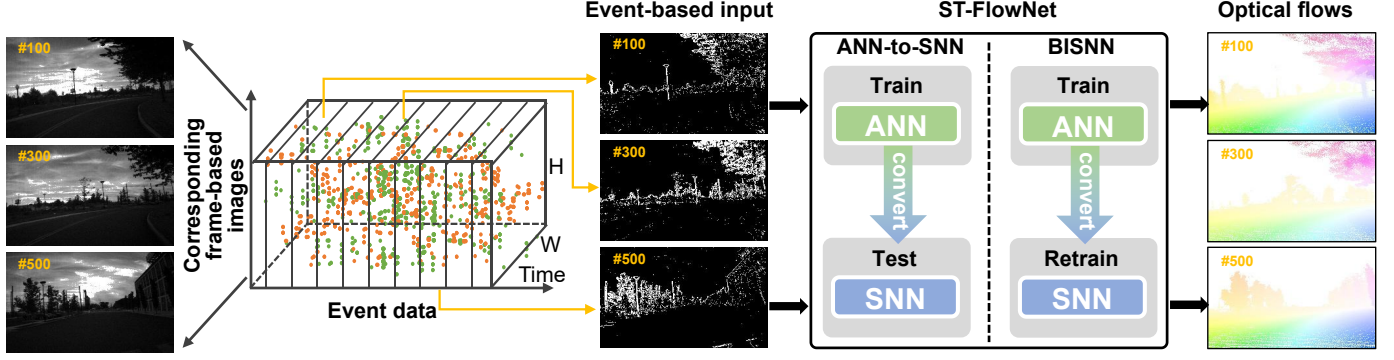 Event-based input
ST-FlowNet
Optical flows
#100
#300
#500
Corresponding
frame-based
images
H
W
Time
Event data
#100
#300
#500
ANN-to-SNN
Train
ANN
convert
Test
SNN
BISNN
Train
ANN
convert
Retrain
SNN
#100
#300
#500